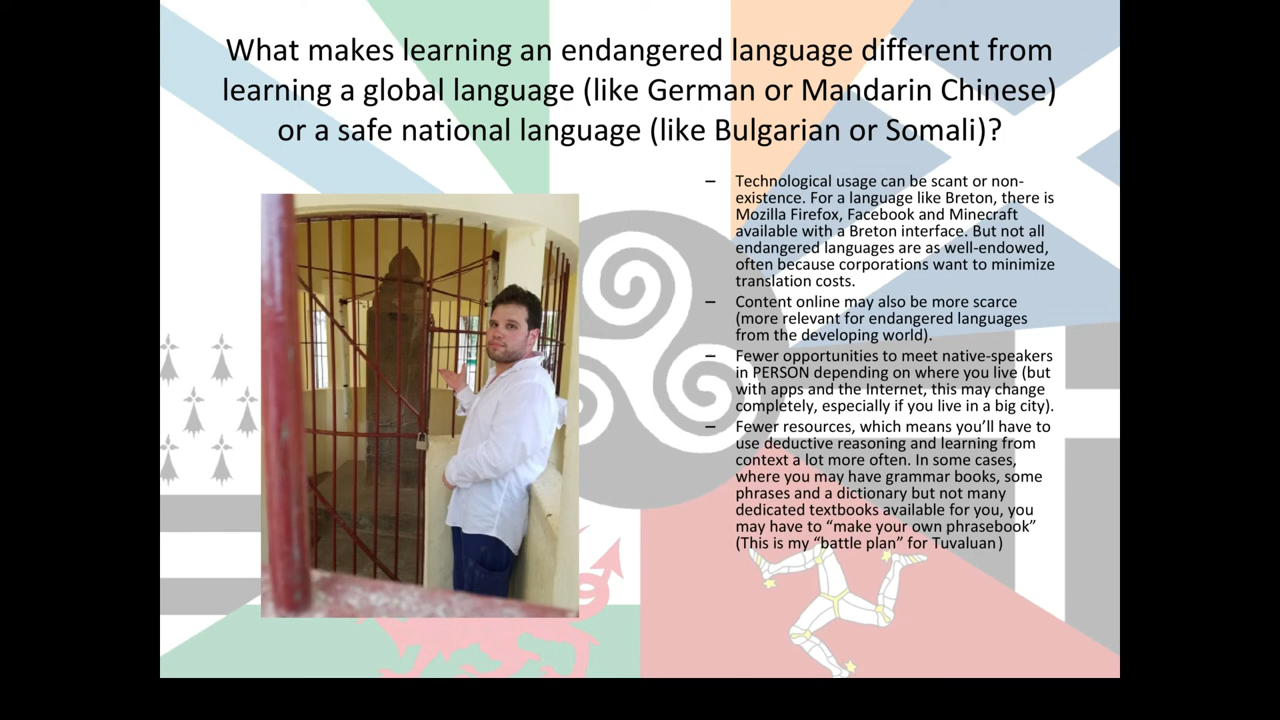 What makes learning an endangered language different from
learning a global language (like German or Mandarin Chinese)
or a safe national language (like Bulgarian or Somali)?
– Technological usage can be scant or non-
existence. For a language like Breton, there is
Mozilla Firefox, Facebook and Minecraft
available with a Breton interface. But not all
endangered languages are as well-endowed,
often because corporations want to minimize
translation costs.
– Content online may also be more scarce
(more relevant for endangered languages
from the developing world).
– Fewer opportunities to meet native-speakers
in PERSON depending on where you live (but
with apps and the Internet, this may change
completely, especially if you live in a big city).
– Fewer resources, which means you’ll have to
use deductive reasoning and learning from
context a lot more often. In some cases,
where you may have grammar books, some
phrases and a dictionary but not many
dedicated textbooks available for you, you
may have to “make your own phrasebook”
(This is my “battle plan” for Tuvaluan)